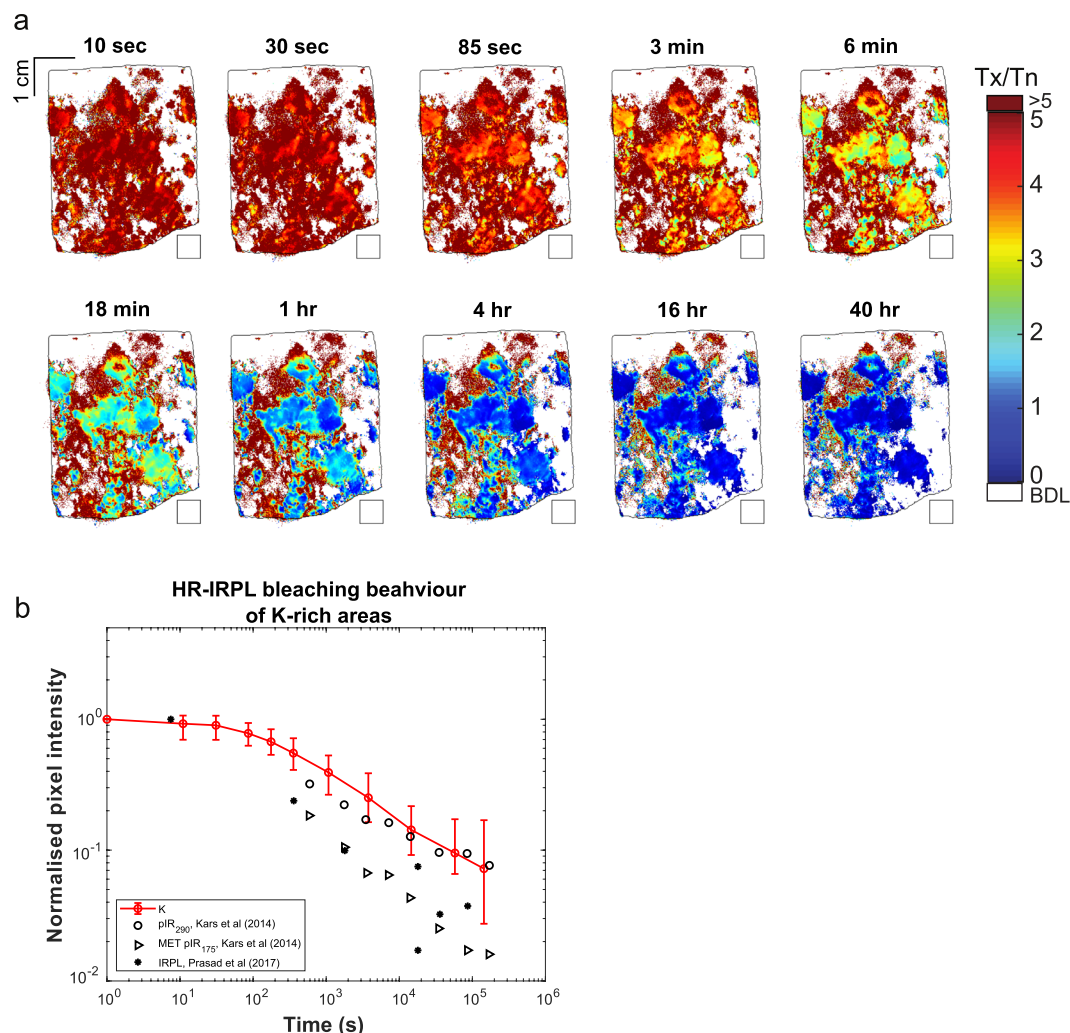 a
10 sec
30 sec
85 sec
3 min
6 min
1 cm
Tx/Tn
>5
5
4
3
2
1
0
BDL
18 min
1 hr
4 hr
16 hr
40 hr
b
HR-IRPL bleaching beahviour
of K-rich areas
Normalised pixel intensity
10^0
10^-1
10^-2
K
pIR_290, Kars et al (2014)
MET pIR_175, Kars et al (2014)
IRPL, Prasad et al (2017)
10^0 10^1 10^2 10^3 10^4 10^5 10^6
Time (s)